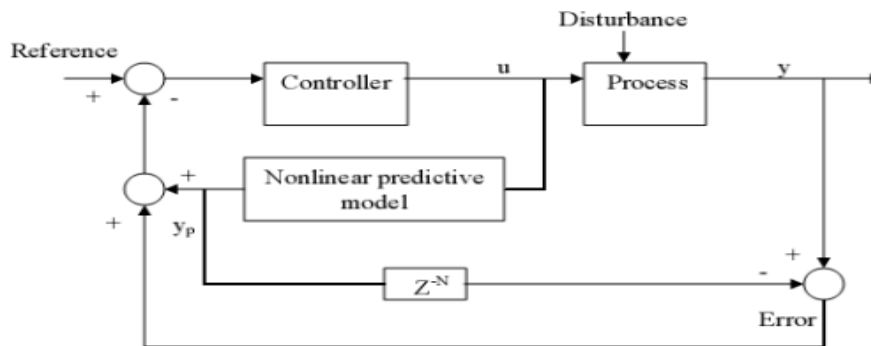 Disturbance
Reference
+
-
Controller
u
Process
y
+
Nonlinear predictive
model
+
yₚ
Z⁻ᴺ
-
+
Error